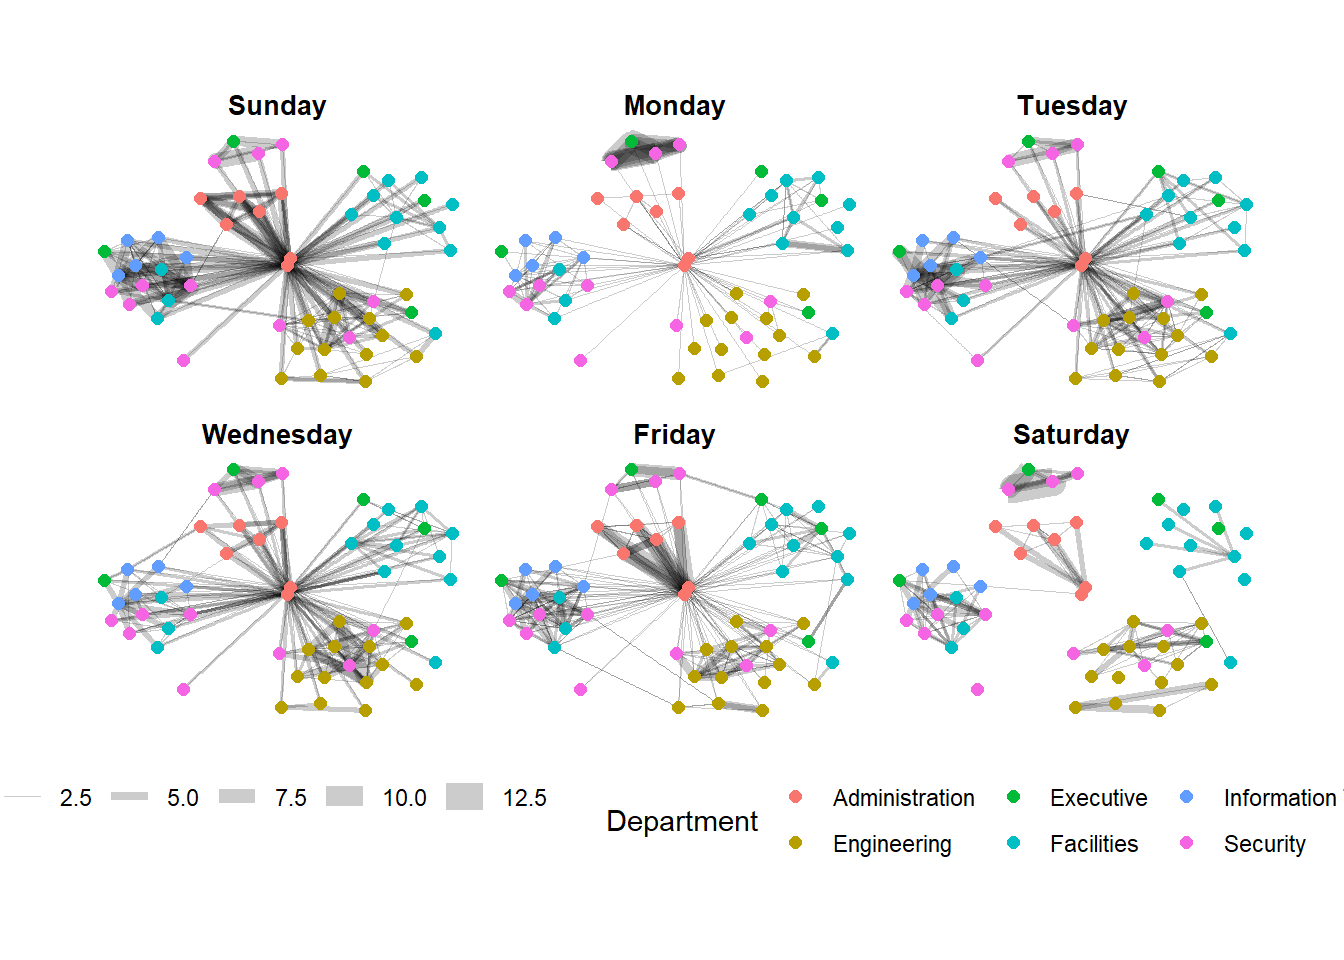 Sunday
Monday
Tuesday
Wednesday
Friday
Saturday
2.5
5.0
7.5
10.0
12.5
Department
Administration
Executive
Information
Engineering
Facilities
Security